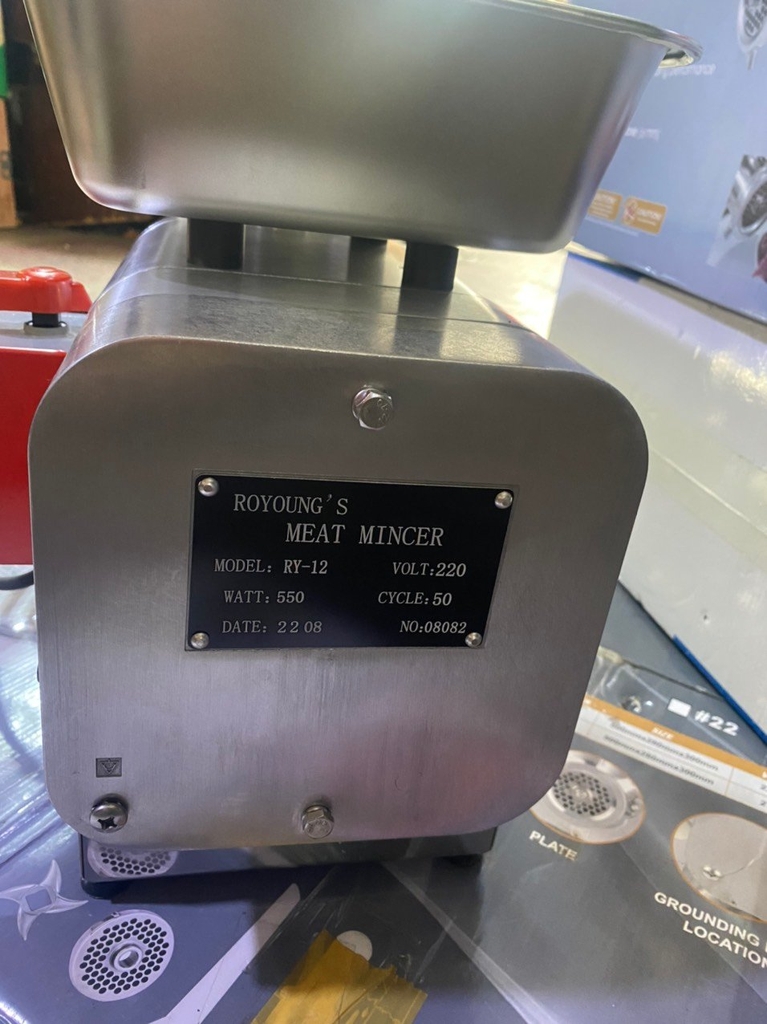 ROYOUNG'S
MEAT MINCER
MODEL: RY-12 VOLT:220
WATT: 550 CYCLE:50
DATE: 22 08 NO:08082
#22
SIZE
PLATE
GROUNDING
LOCATION